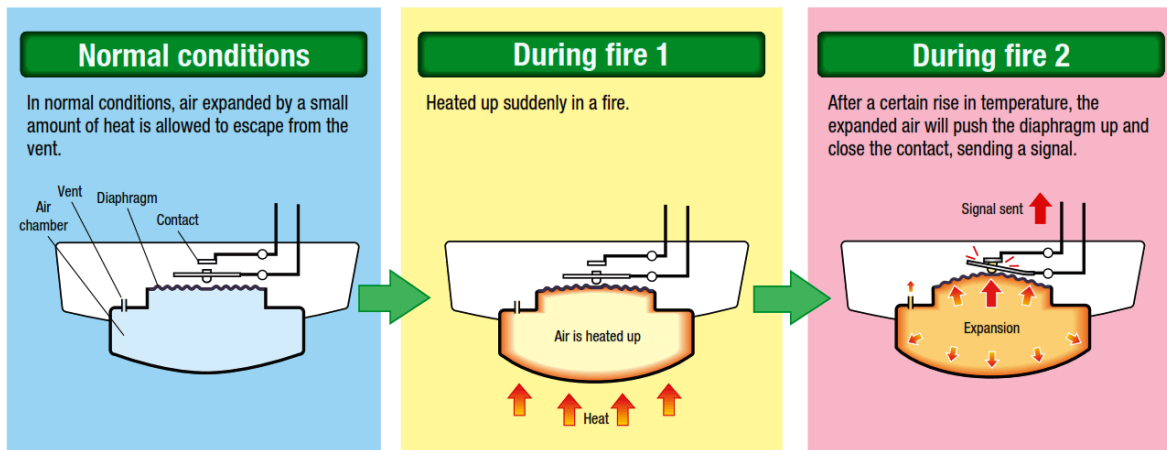 Normal conditions
In normal conditions, air expanded by a small
amount of heat is allowed to escape from the
vent.
Vent
Diaphragm
Air
chamber
Contact
During fire 1
Heated up suddenly in a fire.
Air is heated up
Heat
During fire 2
After a certain rise in temperature, the
expanded air will push the diaphragm up and
close the contact, sending a signal.
Signal sent
Expansion